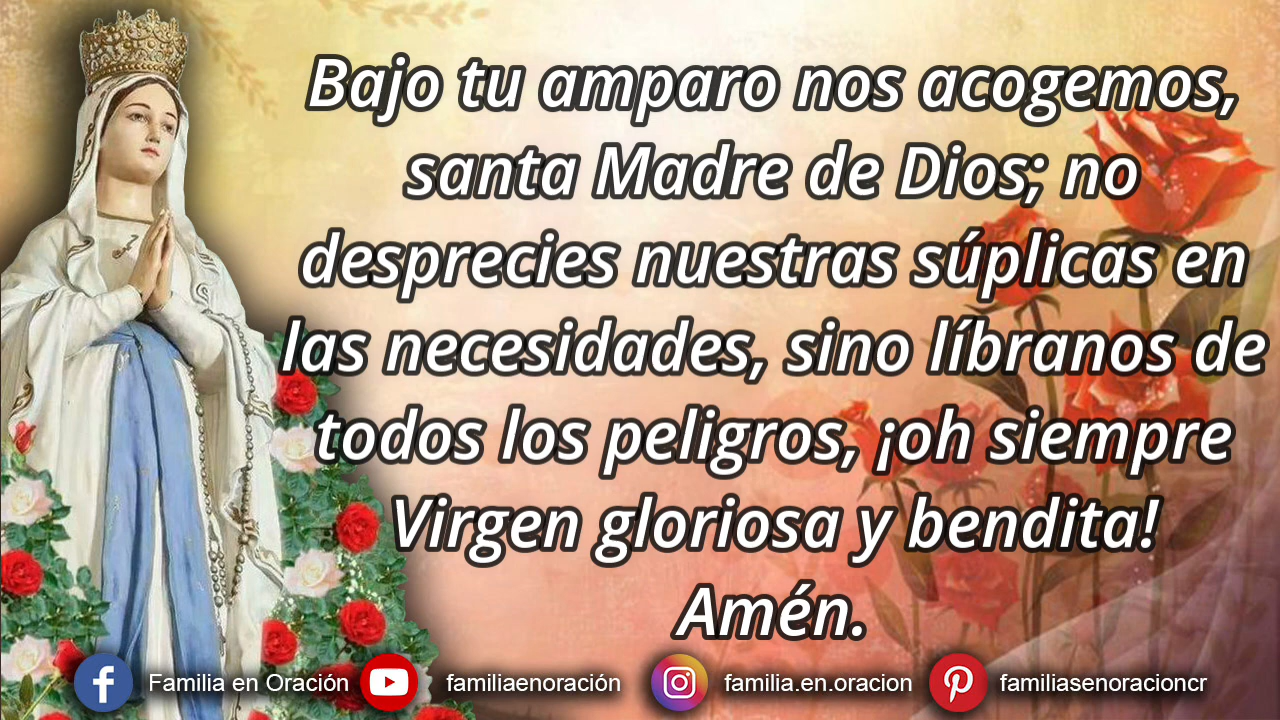 Bajo tu amparo nos acogemos,
santa Madre de Dios; no
desprecies nuestras súplicas en
las necesidades, sino líbranos de
todos los peligros, ¡oh siempre
Virgen gloriosa y bendita!
Amén.
Familia en Oración familiaenoración familia.en.oracion familiasenoracioncr